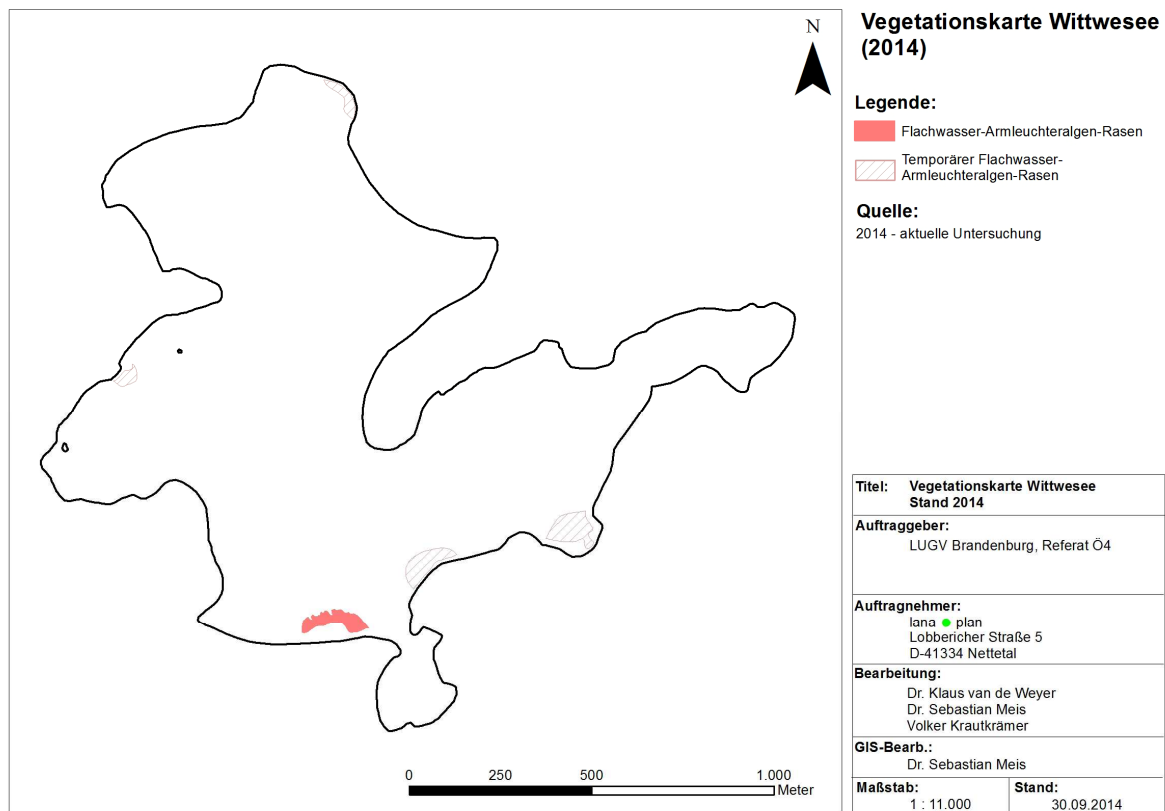 N
Vegetationskarte Wittwesee
(2014)
Legende:
Flachwasser-Armleuchteralgen-Rasen
Temporärer Flachwasser-
Armleuchteralgen-Rasen
Quelle:
2014 - aktuelle Untersuchung
Titel: Vegetationskarte Wittwesee
Stand 2014
Auftraggeber:
LUGV Brandenburg, Referat Ö4
Auftragnehmer:
lana plan
Lobbericher Straße 5
D-41334 Nettetal
Bearbeitung:
Dr. Klaus van de Weyer
Dr. Sebastian Meis
Volker Krautkrämer
GIS-Bearb.:
Dr. Sebastian Meis
Maßstab: Stand:
1 : 11.000 30.09.2014
0 250 500 1.000
Meter